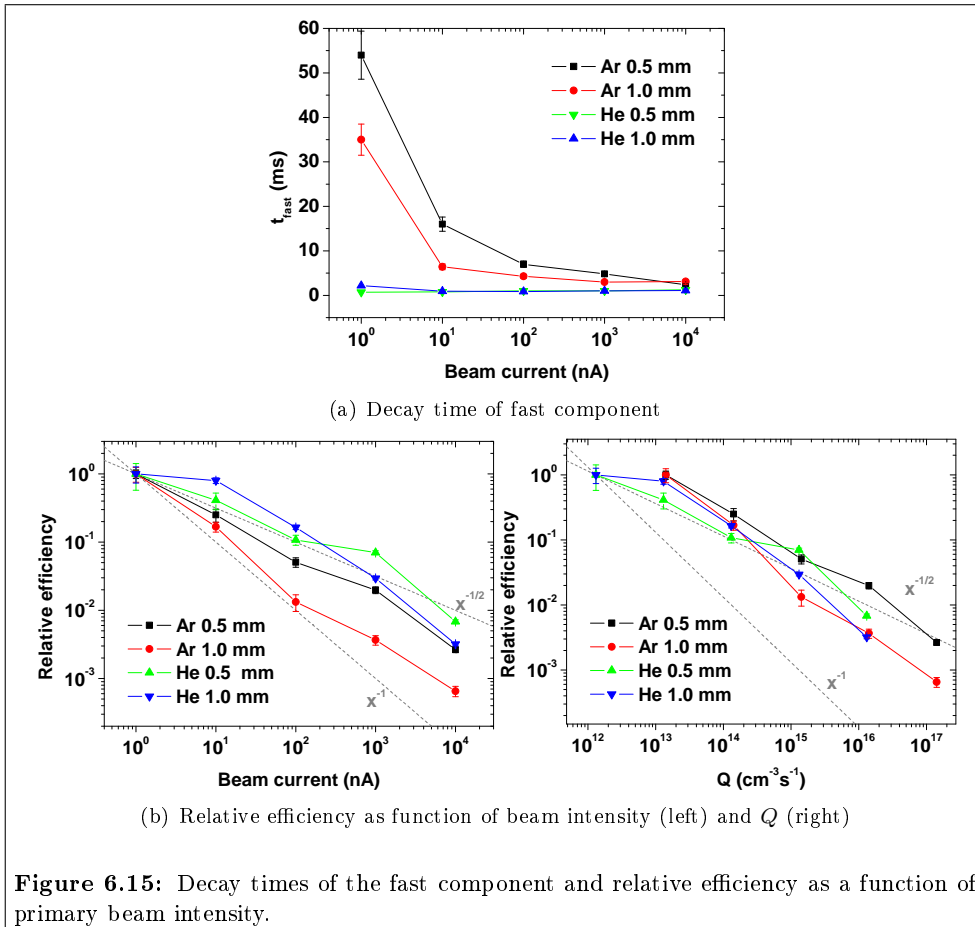 60
50
40
30
20
10
0
t_fast (ms)
Ar 0.5 mm
Ar 1.0 mm
He 0.5 mm
He 1.0 mm
10^0 10^1 10^2 10^3 10^4
Beam current (nA)
(a) Decay time of fast component
10^0
10^-1
10^-2
10^-3
Relative efficiency
x^-1/2
x^-1
Ar 0.5 mm
Ar 1.0 mm
He 0.5 mm
He 1.0 mm
10^0 10^1 10^2 10^3 10^4
Beam current (nA)
10^0
10^-1
10^-2
10^-3
Relative efficiency
x^-1/2
x^-1
Ar 0.5 mm
Ar 1.0 mm
He 0.5 mm
He 1.0 mm
10^12 10^13 10^14 10^15 10^16 10^17
Q (cm^-3s^-1)
(b) Relative efficiency as function of beam intensity (left) and Q (right)
Figure 6.15: Decay times of the fast component and relative efficiency as a function of
primary beam intensity.